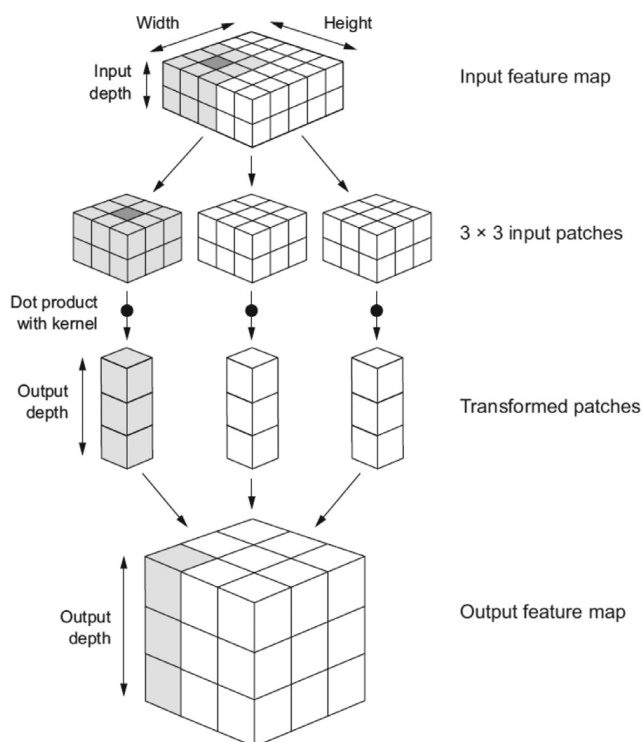 Width
Height
Input
depth
Input feature map
3 × 3 input patches
Dot product
with kernel
Output
depth
Transformed patches
Output
depth
Output feature map